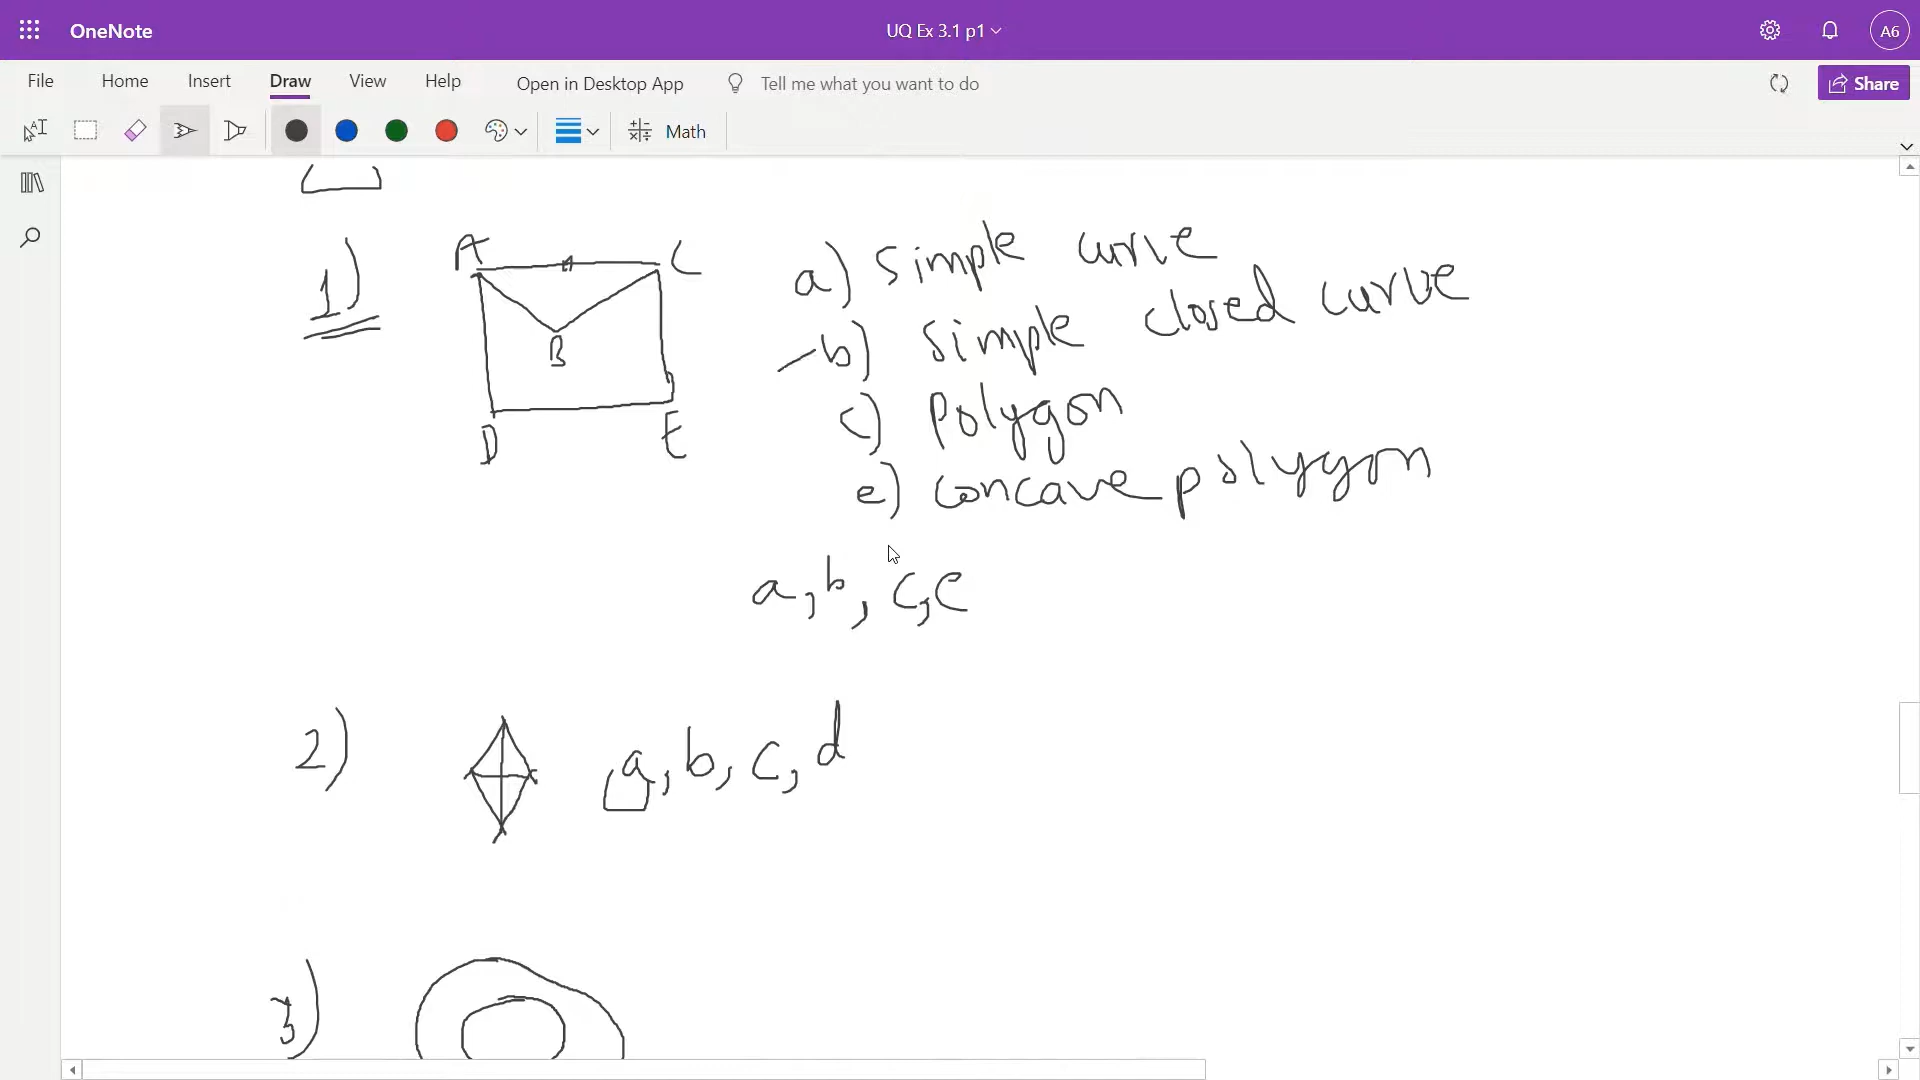 OneNote
UQ Ex 3.1 p1
A6
File Home Insert Draw View Help Open in Desktop App Tell me what you want to do
Share
Math
1)
A C
B
D E
a) simple curve
b) simple closed curve
c) polygon
e) concave polygon
a, b, c, e
2)
a, b, c, d
3)